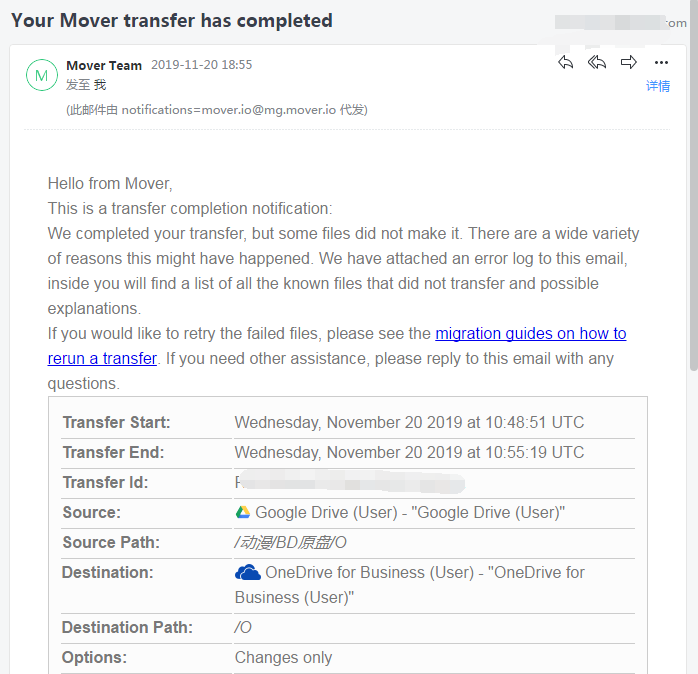 Your Mover transfer has completed
om
M
Mover Team 2019-11-20 18:55
发至 我
详情
(此邮件由 notifications=mover.io@mg.mover.io 代发)
Hello from Mover,
This is a transfer completion notification:
We completed your transfer, but some files did not make it. There are a wide variety
of reasons this might have happened. We have attached an error log to this email,
inside you will find a list of all the known files that did not transfer and possible
explanations.
If you would like to retry the failed files, please see the migration guides on how to
rerun a transfer. If you need other assistance, please reply to this email with any
questions.
Transfer Start: Wednesday, November 20 2019 at 10:48:51 UTC
Transfer End: Wednesday, November 20 2019 at 10:55:19 UTC
Transfer Id:
Source: Google Drive (User) - "Google Drive (User)"
Source Path: /动漫/BD原盘/O
Destination: OneDrive for Business (User) - "OneDrive for
Business (User)"
Destination Path: /O
Options: Changes only